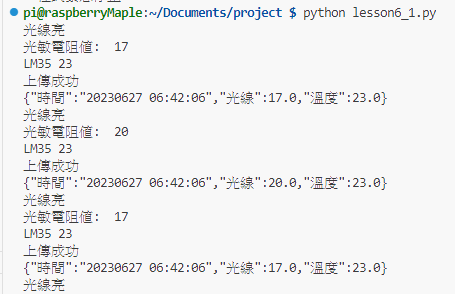 pi@raspberryMaple:~/Documents/project $ python lesson6_1.py
光線亮
光敏電阻值:  17
LM35 23
上傳成功
{"時間":"20230627 06:42:06","光線":17.0,"溫度":23.0}
光線亮
光敏電阻值:  20
LM35 23
上傳成功
{"時間":"20230627 06:42:06","光線":20.0,"溫度":23.0}
光線亮
光敏電阻值:  17
LM35 23
上傳成功
{"時間":"20230627 06:42:06","光線":17.0,"溫度":23.0}
光線亮